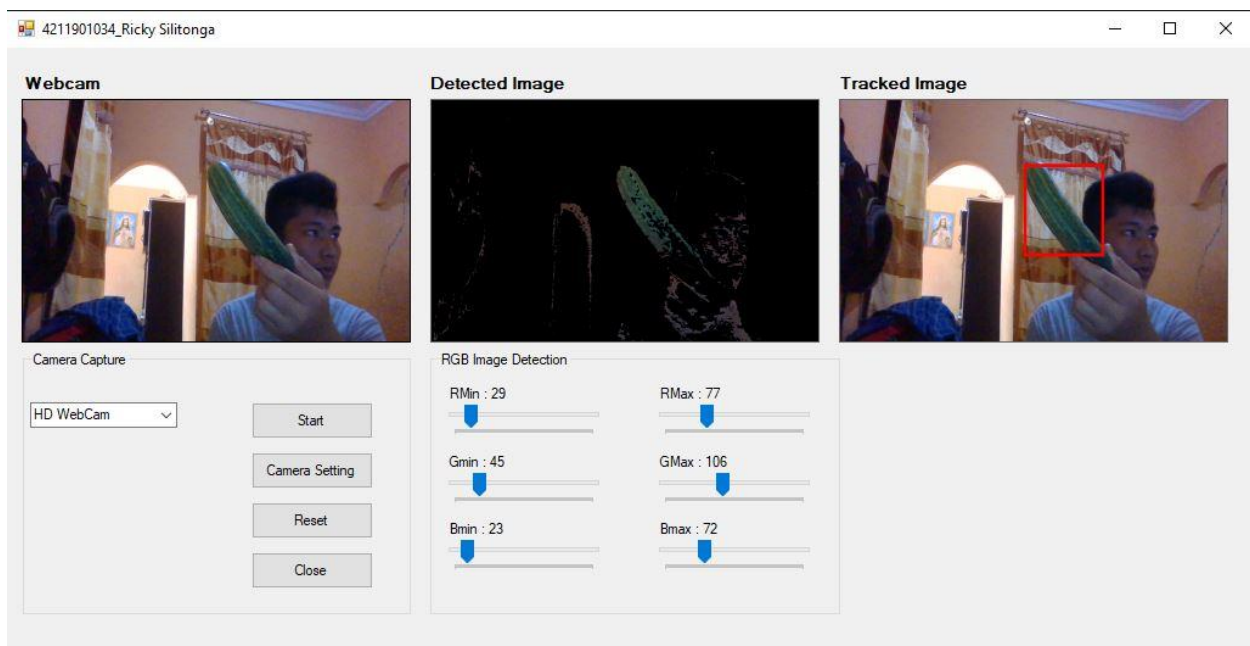 4211901034_Ricky Silitonga
Webcam
Detected Image
Tracked Image
Camera Capture
HD WebCam
Start
Camera Setting
Reset
Close
RGB Image Detection
RMin : 29
RMax : 77
Gmin : 45
GMax : 106
Bmin : 23
Bmax : 72